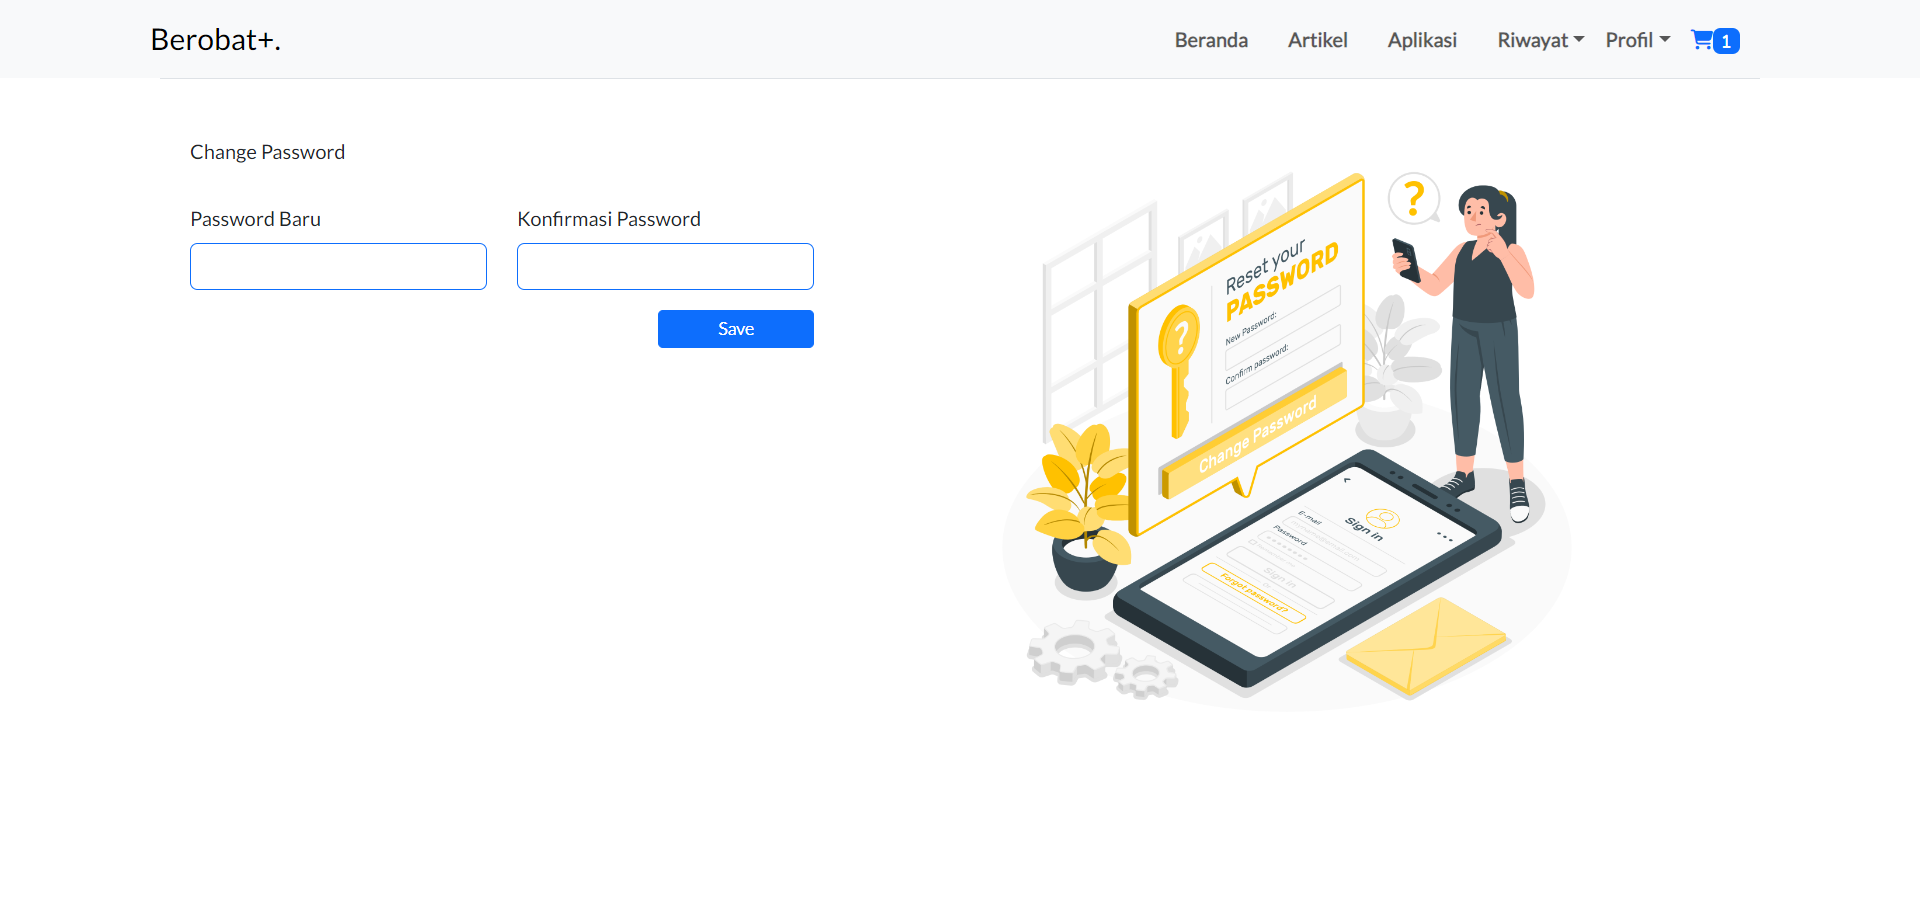 Berobat+.
Beranda Artikel Aplikasi Riwayat Profil 1
Change Password
Password Baru Konfirmasi Password
Save
?
Reset your
PASSWORD
?
New Password:
Confirm password:
Change Password
Sign in
E-mail
Password
Sign in
Forgot password?